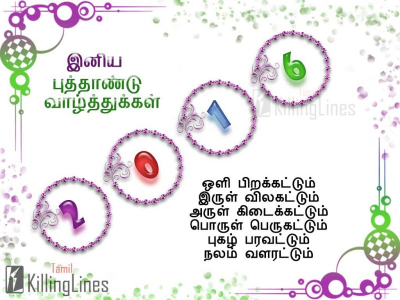 இனிய
புத்தாண்டு
வாழ்த்துக்கள்
2 0 1 6
ஒளி பிறக்கட்டும்
இருள் விலகட்டும்
அருள் கிடைக்கட்டும்
பொருள் பெருகட்டும்
புகழ் பரவட்டும்
நலம் வளரட்டும்
Tamil
KillingLines
KillingLines